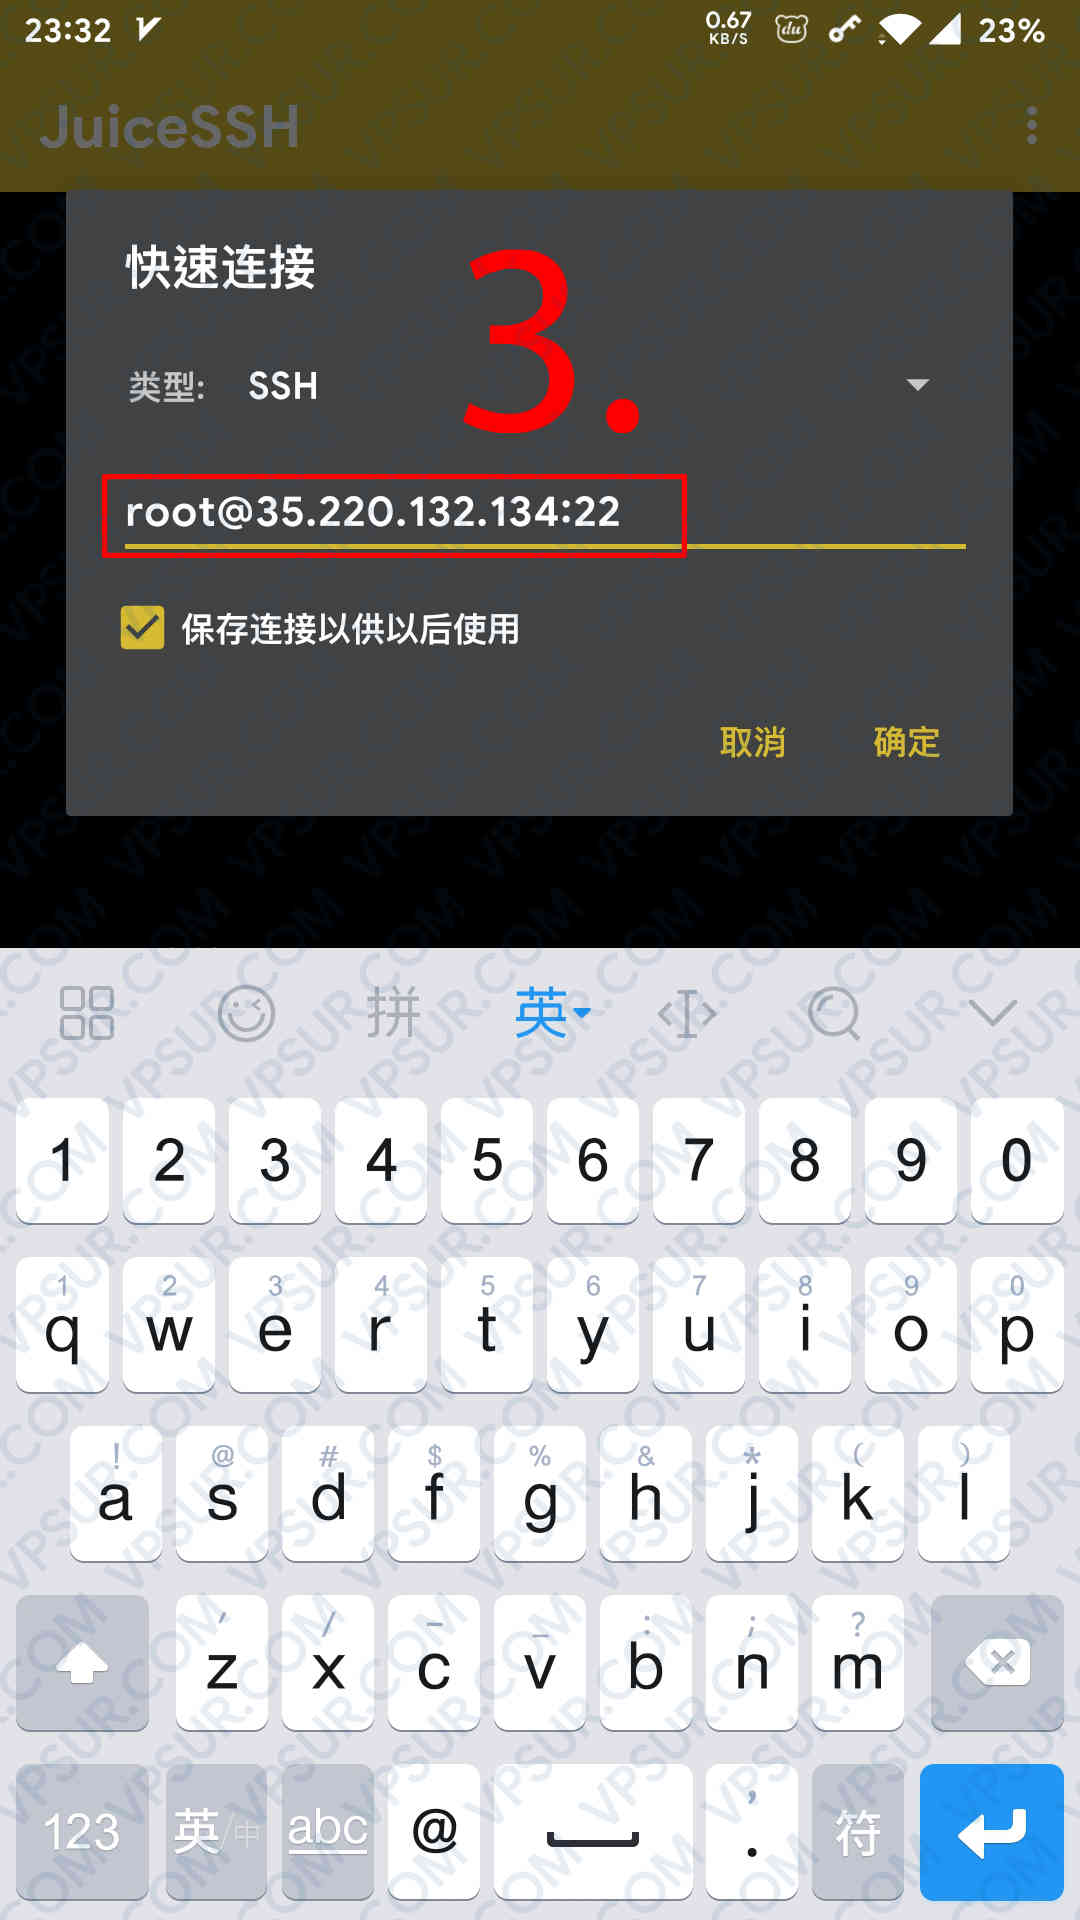 23:32
0.67
KB/S
du
23%
JuiceSSH
快速连接
3.
类型: SSH
root@35.220.132.134:22
保存连接以供以后使用
取消 确定
拼 英
1 2 3 4 5 6 7 8 9 0
1 2 3 4 5 6 7 8 9 0
q w e r t y u i o p
! @ # $ % & * ( )
a s d f g h j k l
' / - _ : ; ?
z x c v b n m
123 英/中 abc @ , . 符
VPSUR.COM